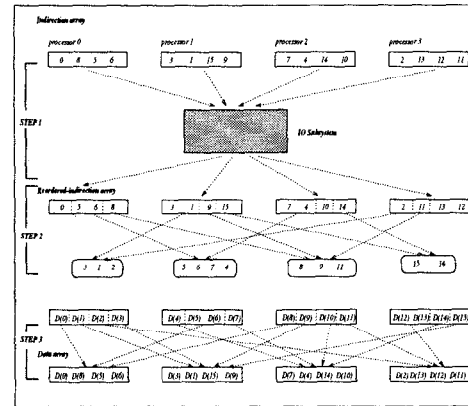 Indirection array
processor 0 processor 1 processor 2 processor 3
0 8 5 6 3 1 15 9 7 4 14 10 2 13 12 11
STEP 1
IO Subsystem
Reordered-indirection array
0 5 6 8 3 1 9 15 7 4 10 14 2 11 13 12
STEP 2
3 1 2 5 6 7 4 8 9 11 15 14
D(0) D(1) D(2) D(3) D(4) D(5) D(6) D(7) D(8) D(9) D(10) D(11) D(12) D(13) D(14) D(15)
STEP 3
Data array
D(0) D(8) D(5) D(6) D(3) D(1) D(15) D(9) D(7) D(4) D(14) D(10) D(2) D(13) D(12) D(11)